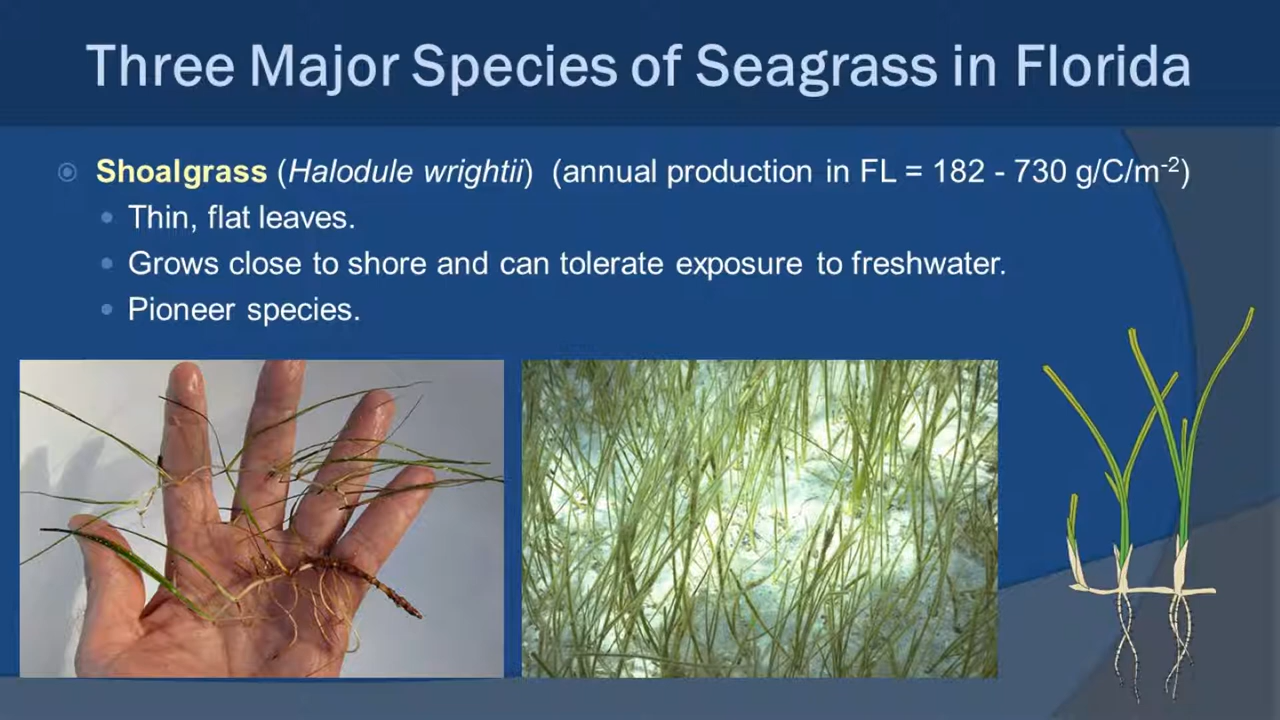 Three Major Species of Seagrass in Florida
Shoalgrass (Halodule wrightii) (annual production in FL = 182 - 730 g/C/m-2)
Thin, flat leaves.
Grows close to shore and can tolerate exposure to freshwater.
Pioneer species.